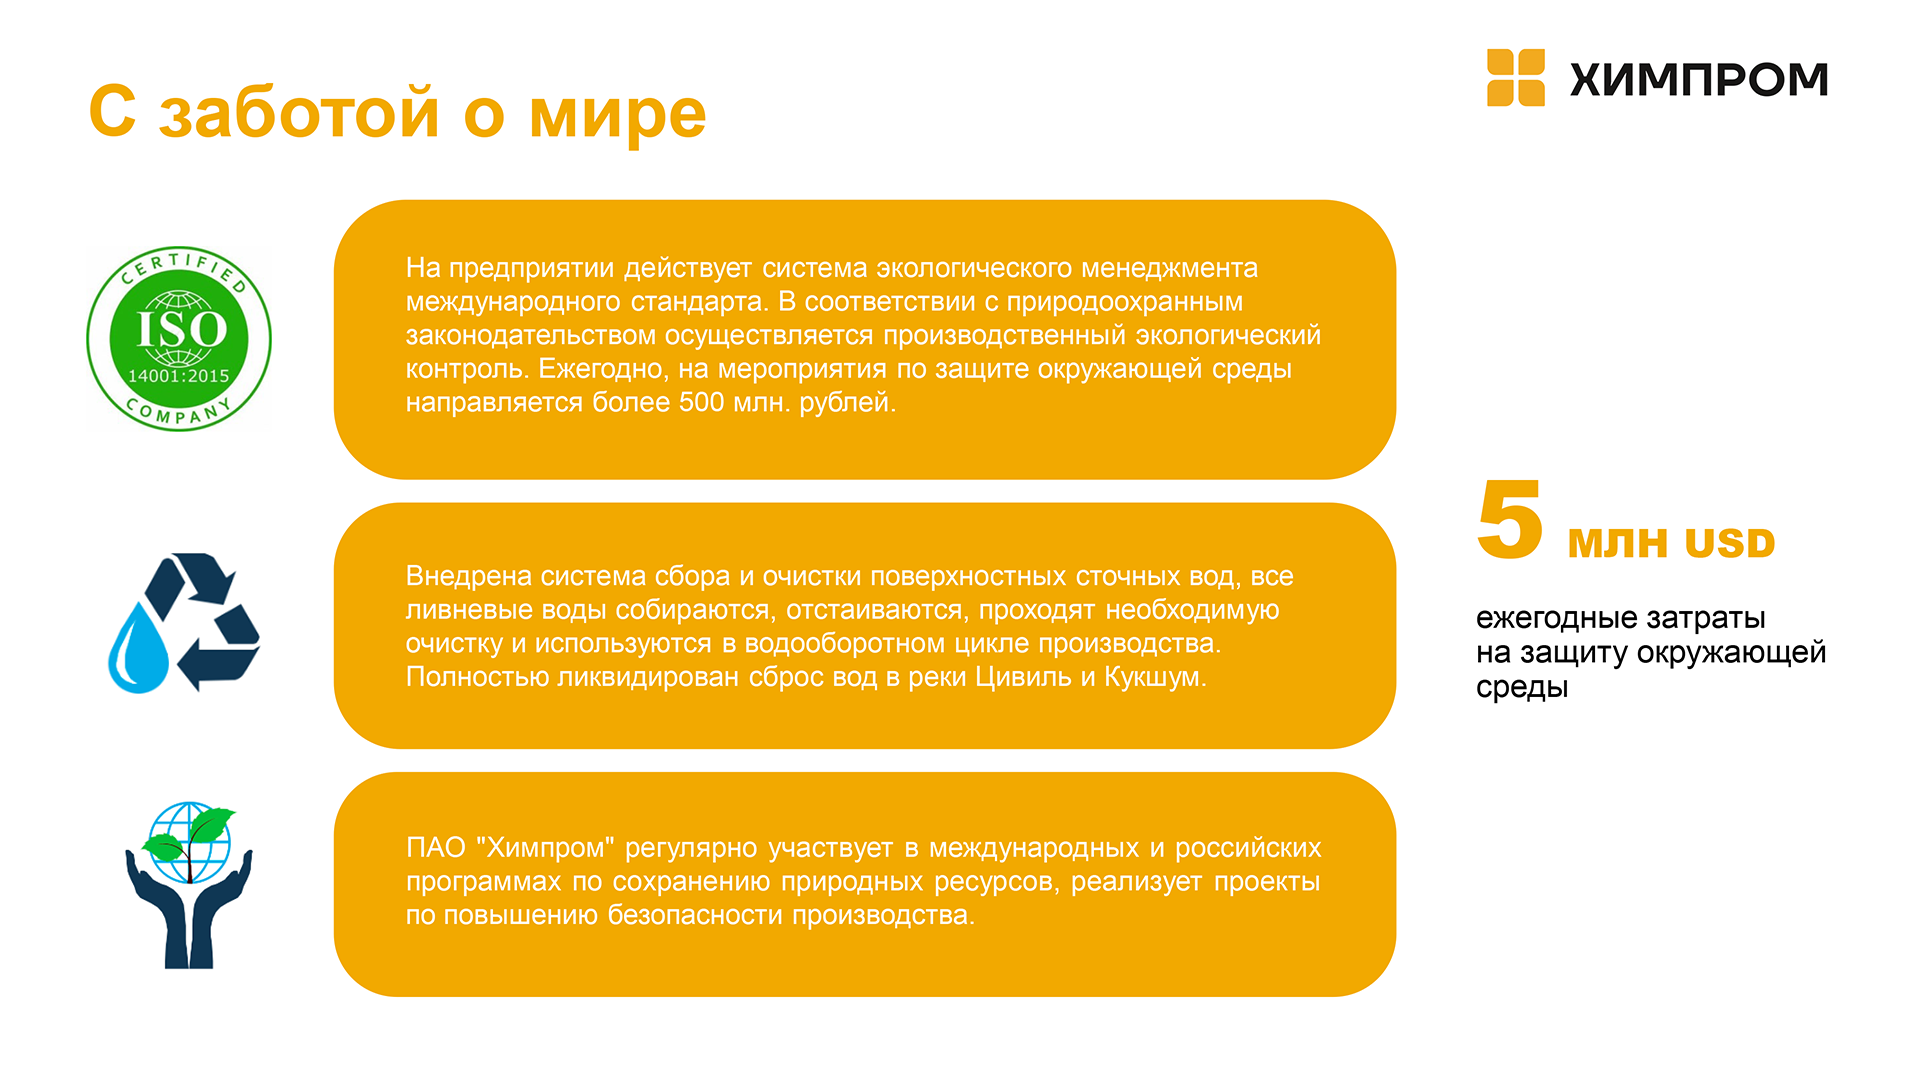 С заботой о мире
ХИМПРОМ
CERTIFIED
ISO
14001:2015
COMPANY
На предприятии действует система экологического менеджмента
международного стандарта. В соответствии с природоохранным
законодательством осуществляется производственный экологический
контроль. Ежегодно, на мероприятия по защите окружающей среды
направляется более 500 млн. рублей.
Внедрена система сбора и очистки поверхностных сточных вод, все
ливневые воды собираются, отстаиваются, проходят необходимую
очистку и используются в водооборотном цикле производства.
Полностью ликвидирован сброс вод в реки Цивиль и Кукшум.
ПАО "Химпром" регулярно участвует в международных и российских
программах по сохранению природных ресурсов, реализует проекты
по повышению безопасности производства.
5 млн USD
ежегодные затраты
на защиту окружающей
среды